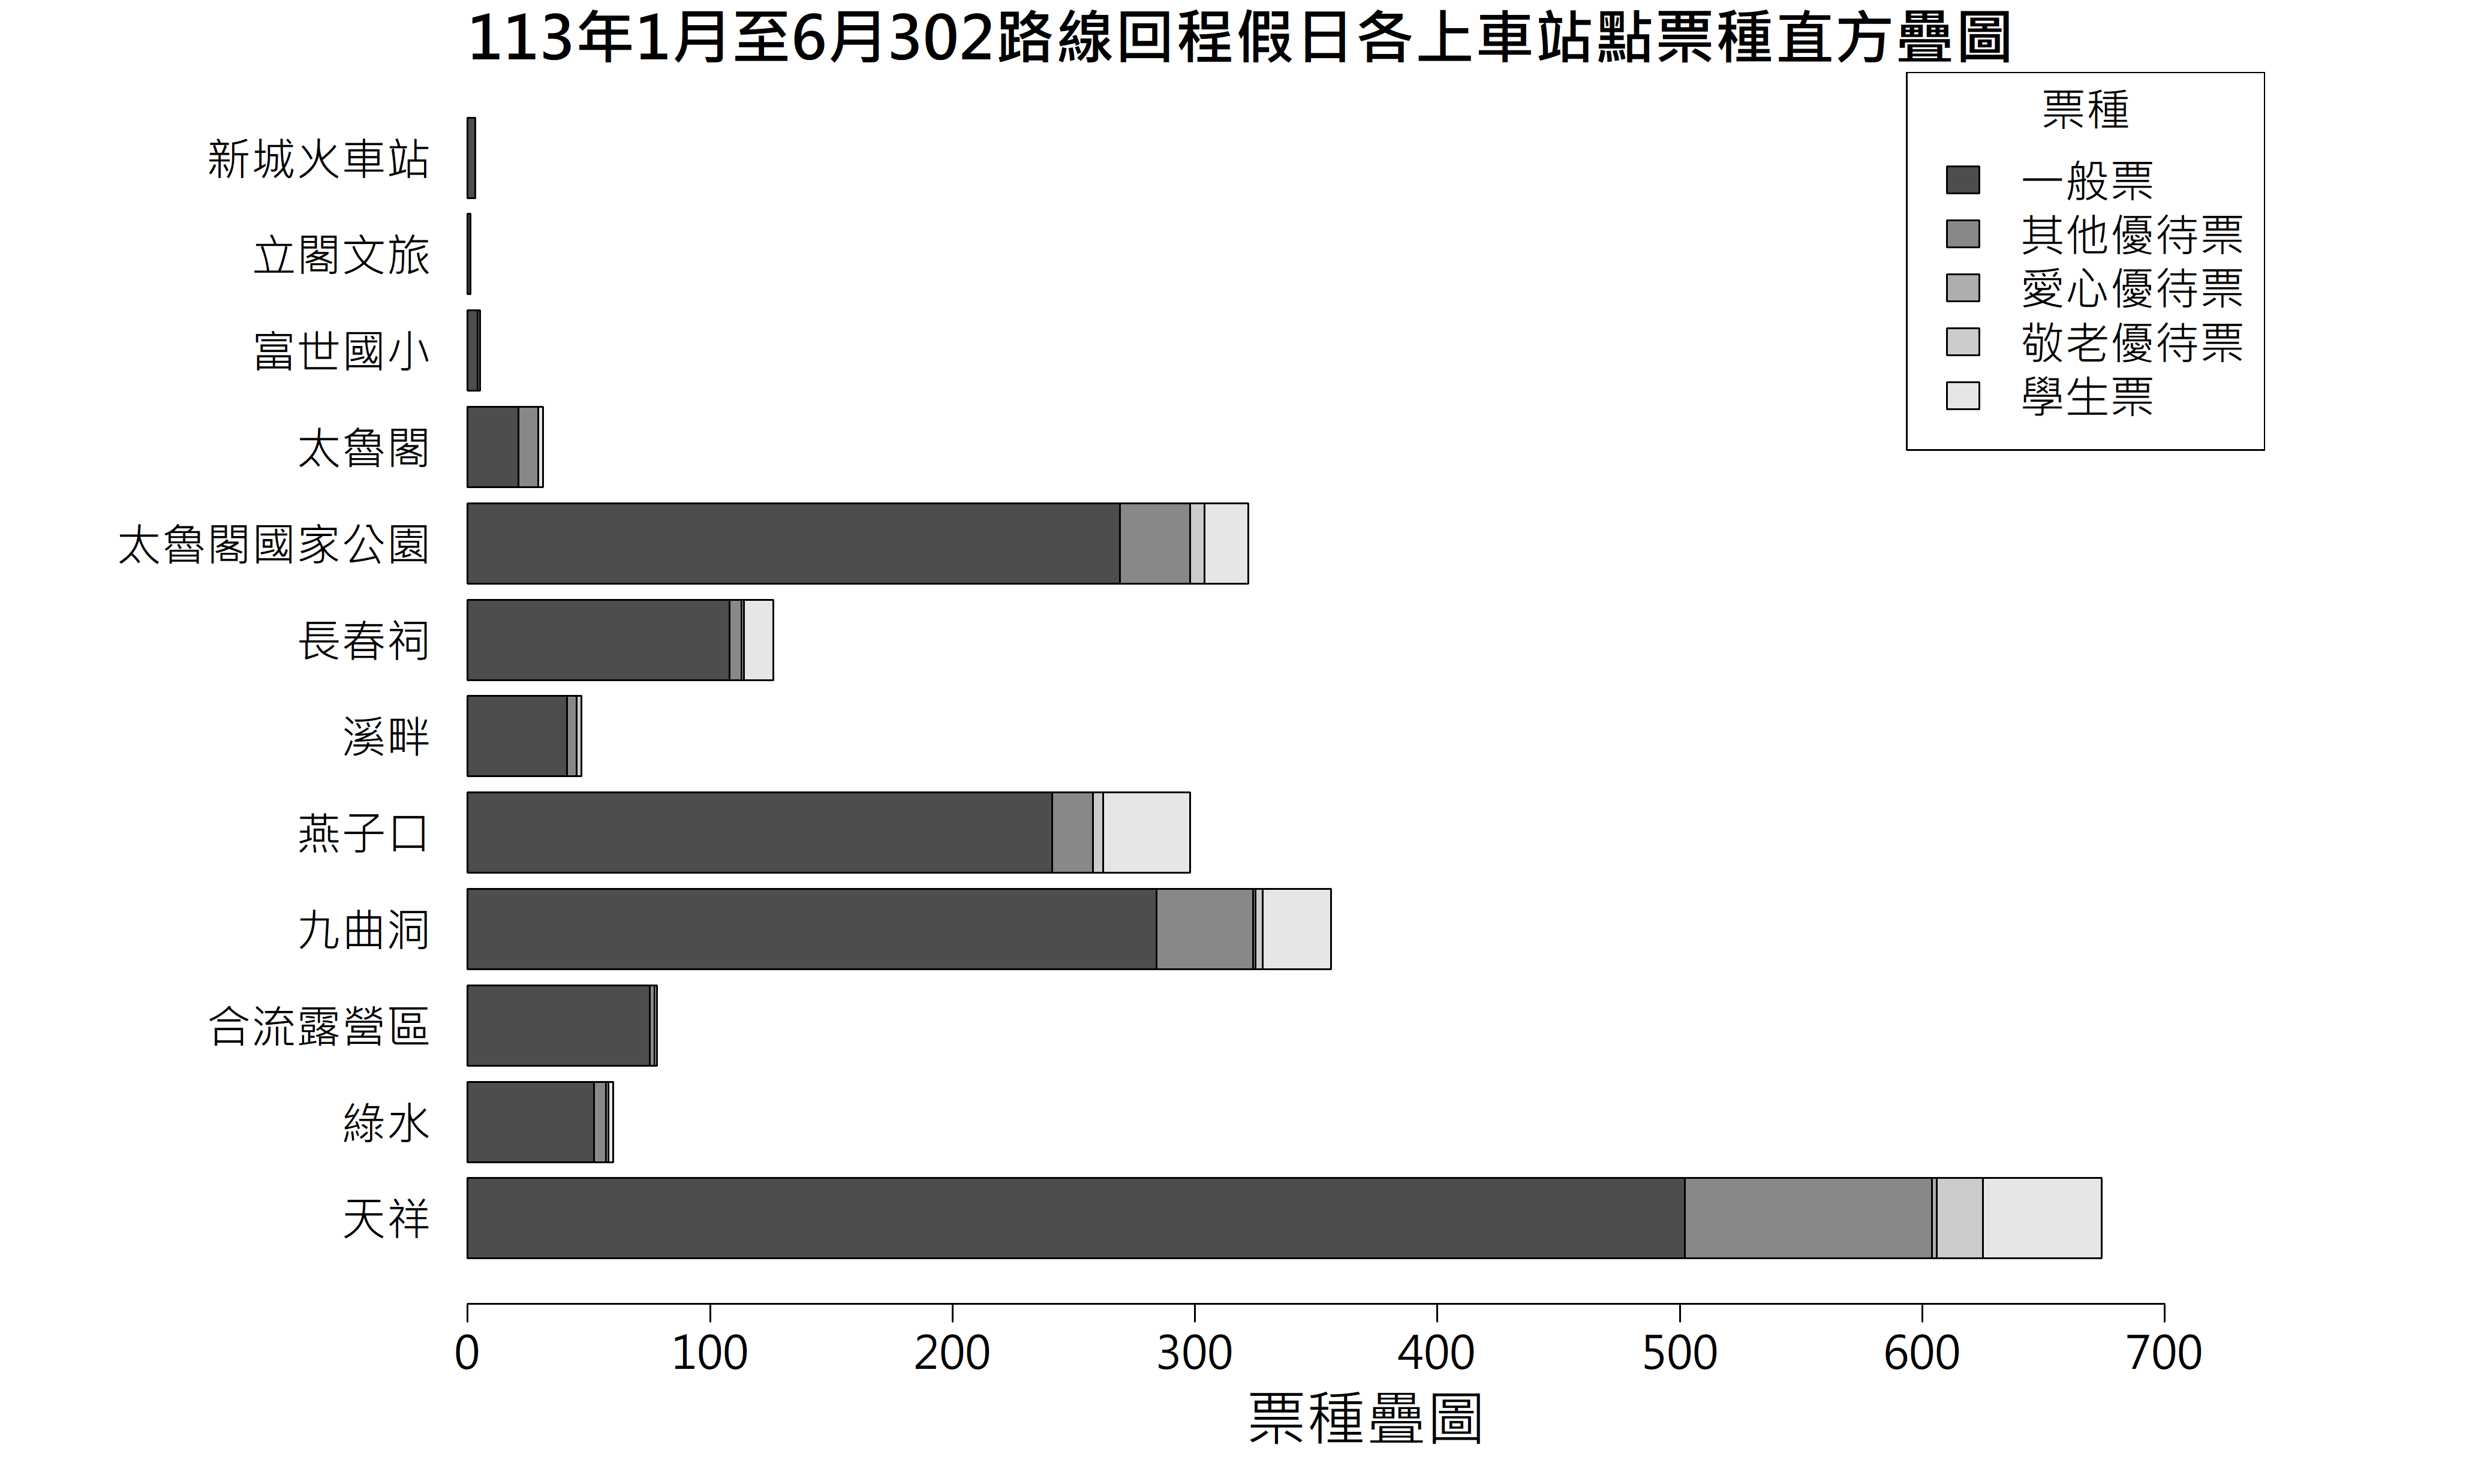 113年1月至6月302路線回程假日各上車站點票種直方疊圖
票種
一般票
其他優待票
愛心優待票
敬老優待票
學生票
新城火車站
立閣文旅
富世國小
太魯閣
太魯閣國家公園
長春祠
溪畔
燕子口
九曲洞
合流露營區
綠水
天祥
0 100 200 300 400 500 600 700
票種疊圖